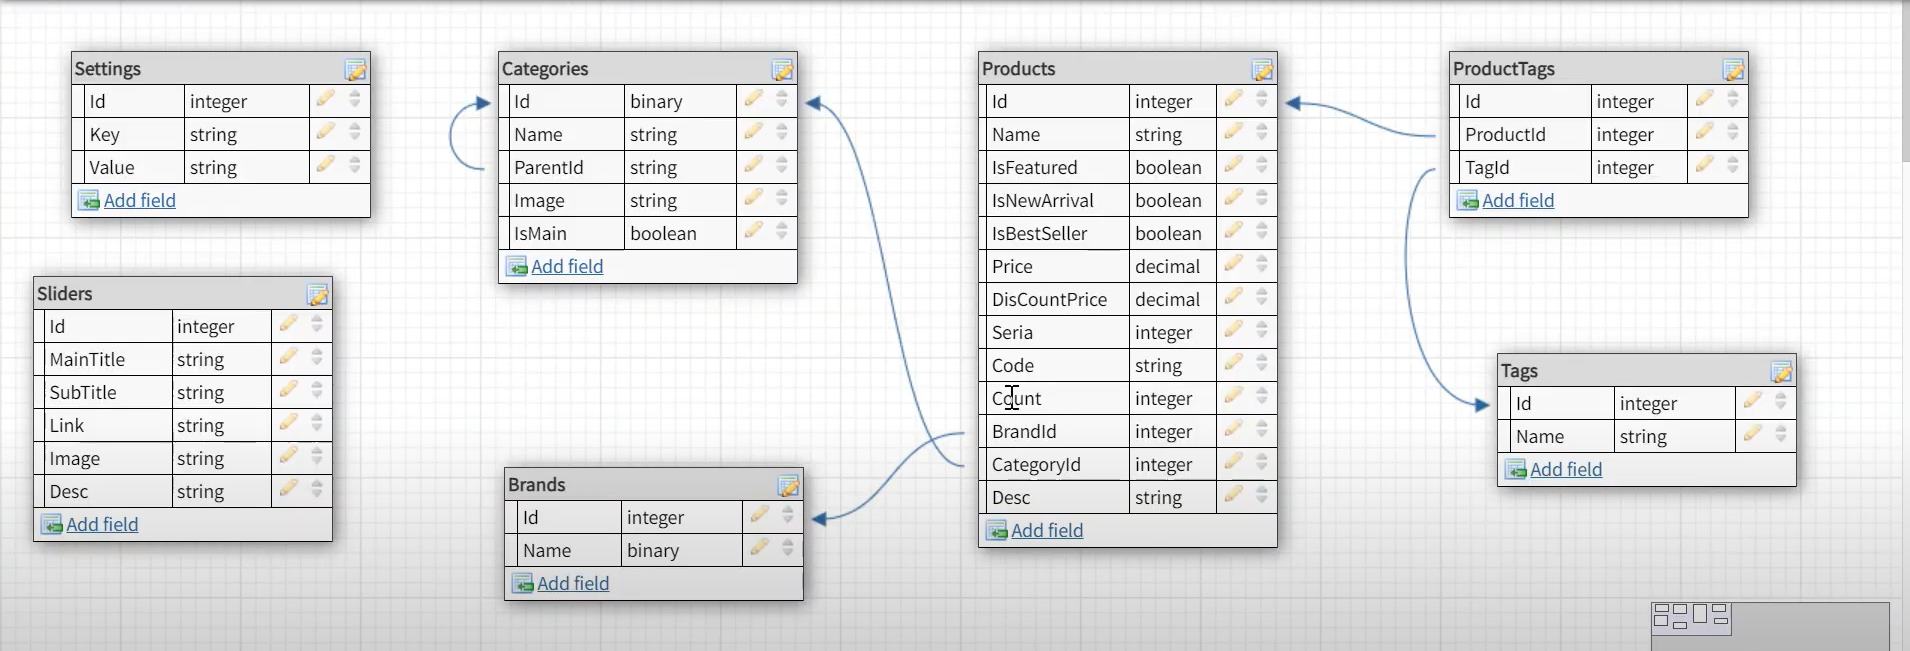 Settings
Id integer
Key string
Value string
Add field
Sliders
Id integer
MainTitle string
SubTitle string
Link string
Image string
Desc string
Add field
Categories
Id binary
Name string
ParentId string
Image string
IsMain boolean
Add field
Brands
Id integer
Name binary
Add field
Products
Id integer
Name string
IsFeatured boolean
IsNewArrival boolean
IsBestSeller boolean
Price decimal
DisCountPrice decimal
Seria integer
Code string
Count integer
BrandId integer
CategoryId integer
Desc string
Add field
ProductTags
Id integer
ProductId integer
TagId integer
Add field
Tags
Id integer
Name string
Add field